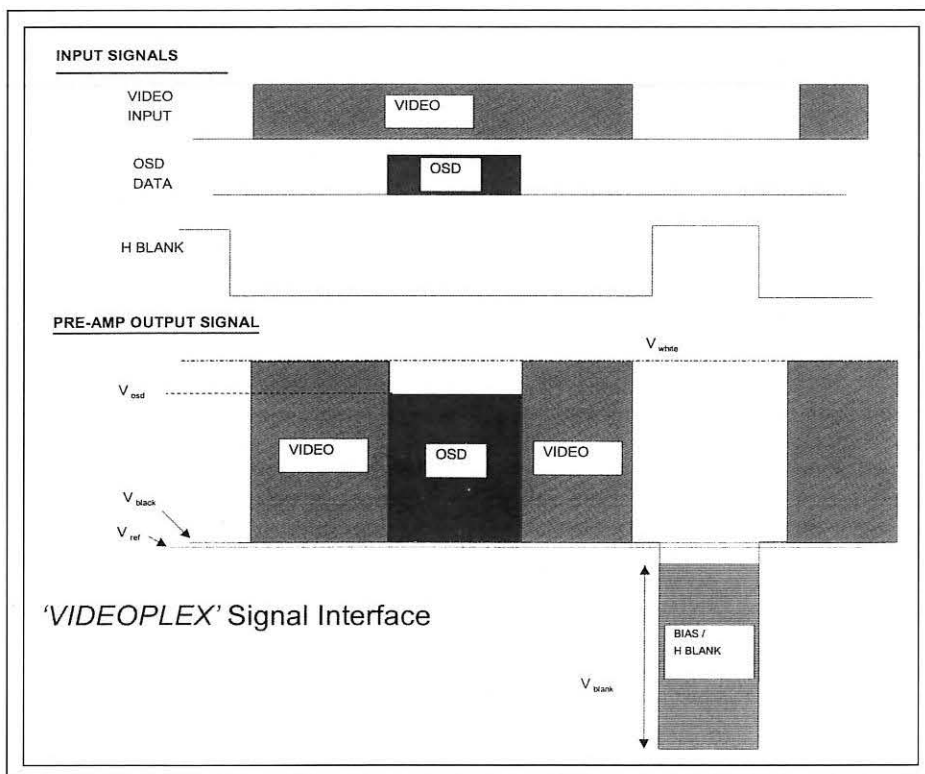 INPUT SIGNALS
VIDEO
INPUT
VIDEO
OSD
DATA
OSD
H BLANK
PRE-AMP OUTPUT SIGNAL
V white
V osd
VIDEO
OSD
VIDEO
V black
V ref
'VIDEOPLEX' Signal Interface
BIAS /
H BLANK
V blank